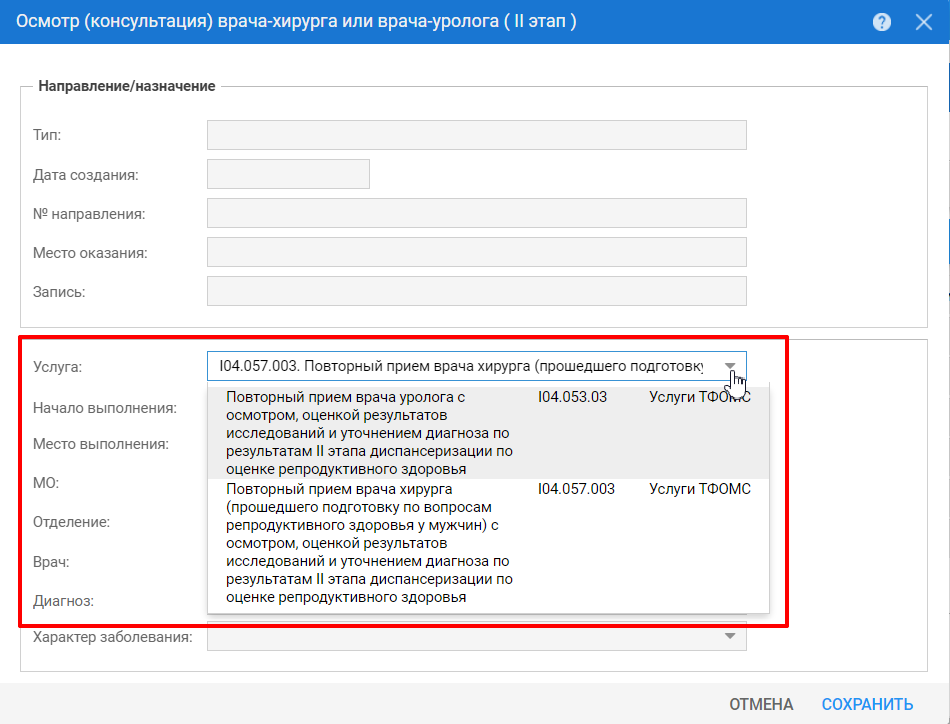 Осмотр (консультация) врача-хирурга или врача-уролога ( II этап )
?
Направление/назначение
Тип:
Дата создания:
№ направления:
Место оказания:
Запись:
Услуга:
I04.057.003. Повторный прием врача хирурга (прошедшего подготовку
Начало выполнения:
Место выполнения:
МО:
Отделение:
Врач:
Диагноз:
Повторный прием врача уролога с I04.053.03 Услуги ТФОМС
осмотром, оценкой результатов
исследований и уточнением диагноза по
результатам II этапа диспансеризации по
оценке репродуктивного здоровья
Повторный прием врача хирурга I04.057.003 Услуги ТФОМС
(прошедшего подготовку по вопросам
репродуктивного здоровья у мужчин) с
осмотром, оценкой результатов
исследований и уточнением диагноза по
результатам II этапа диспансеризации по
оценке репродуктивного здоровья
Характер заболевания:
ОТМЕНА СОХРАНИТЬ